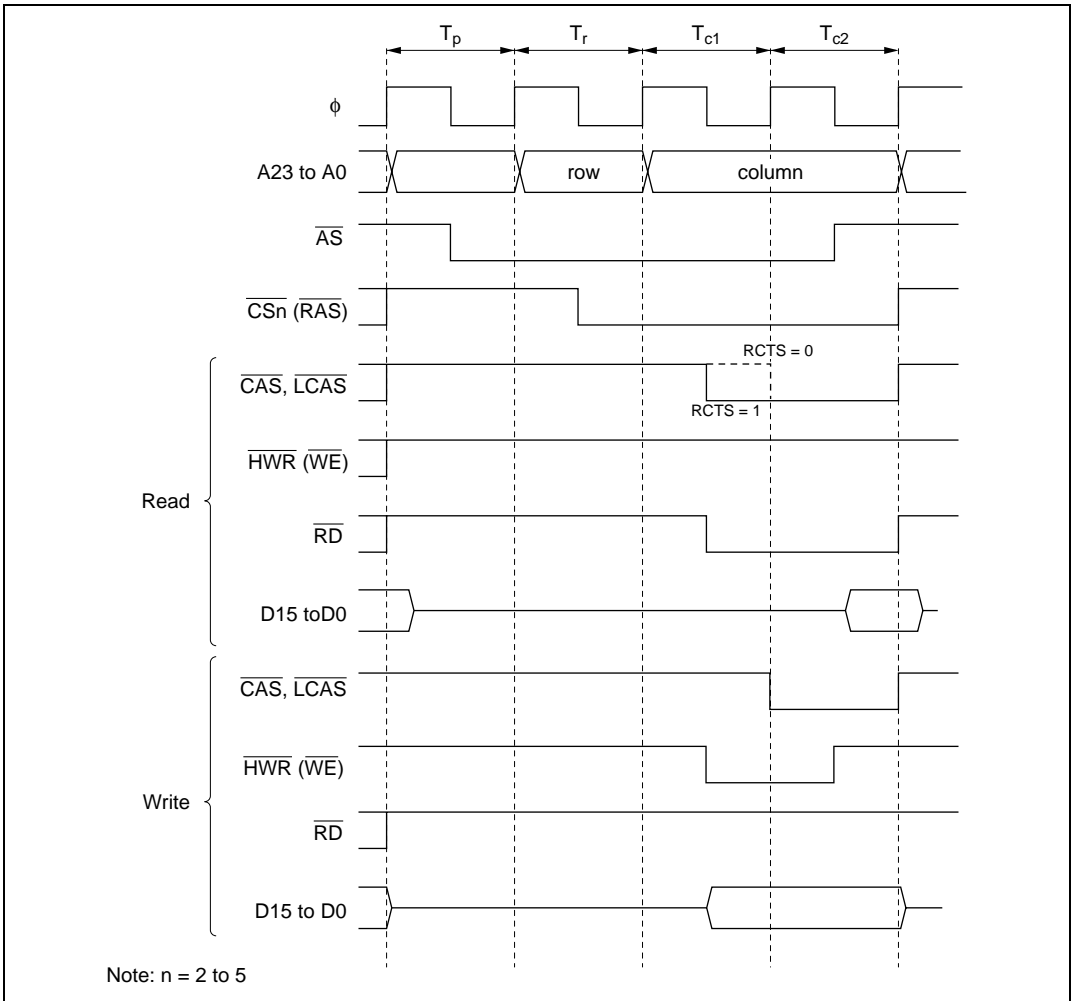 Tp Tr Tc1 Tc2
φ
A23 to A0 row column
AS
CSn (RAS)
RCTS = 0
CAS, LCAS
RCTS = 1
HWR (WE)
Read
RD
D15 toD0
CAS, LCAS
HWR (WE)
Write
RD
D15 to D0
Note: n = 2 to 5